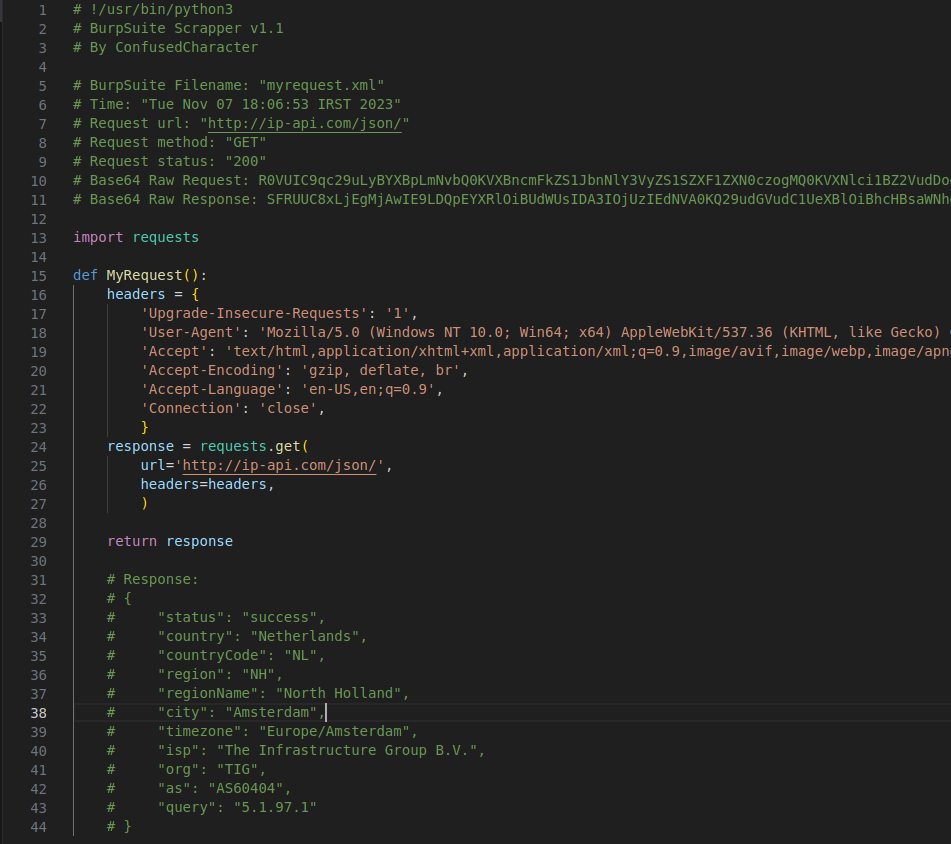 1 # !/usr/bin/python3
2 # BurpSuite Scrapper v1.1
3 # By ConfusedCharacter
4
5 # BurpSuite Filename: "myrequest.xml"
6 # Time: "Tue Nov 07 18:06:53 IRST 2023"
7 # Request url: "http://ip-api.com/json/"
8 # Request method: "GET"
9 # Request status: "200"
10 # Base64 Raw Request: R0VUIC9qc29uLyBYXBpLmNvbQ0KVXBncmFkZS1JbnNlY3VyZS1SZXF1ZXN0czogMQ0KVXNlci1BZ2VudDo
11 # Base64 Raw Response: SFRUUC8xLjEgMjAwIE9LDQpEYXRlOiBUdWUsIDA3IOjUzIEdNVA0KQ29udGVudC1UeXBlOiBhcHBsaWNh
12
13 import requests
14
15 def MyRequest():
16     headers = {
17         'Upgrade-Insecure-Requests': '1',
18         'User-Agent': 'Mozilla/5.0 (Windows NT 10.0; Win64; x64) AppleWebKit/537.36 (KHTML, like Gecko)
19         'Accept': 'text/html,application/xhtml+xml,application/xml;q=0.9,image/avif,image/webp,image/apn
20         'Accept-Encoding': 'gzip, deflate, br',
21         'Accept-Language': 'en-US,en;q=0.9',
22         'Connection': 'close',
23         }
24     response = requests.get(
25         url='http://ip-api.com/json/',
26         headers=headers,
27         )
28
29     return response
30
31     # Response:
32     # {
33     #     "status": "success",
34     #     "country": "Netherlands",
35     #     "countryCode": "NL",
36     #     "region": "NH",
37     #     "regionName": "North Holland",
38     #     "city": "Amsterdam",
39     #     "timezone": "Europe/Amsterdam",
40     #     "isp": "The Infrastructure Group B.V.",
41     #     "org": "TIG",
42     #     "as": "AS60404",
43     #     "query": "5.1.97.1"
44     # }